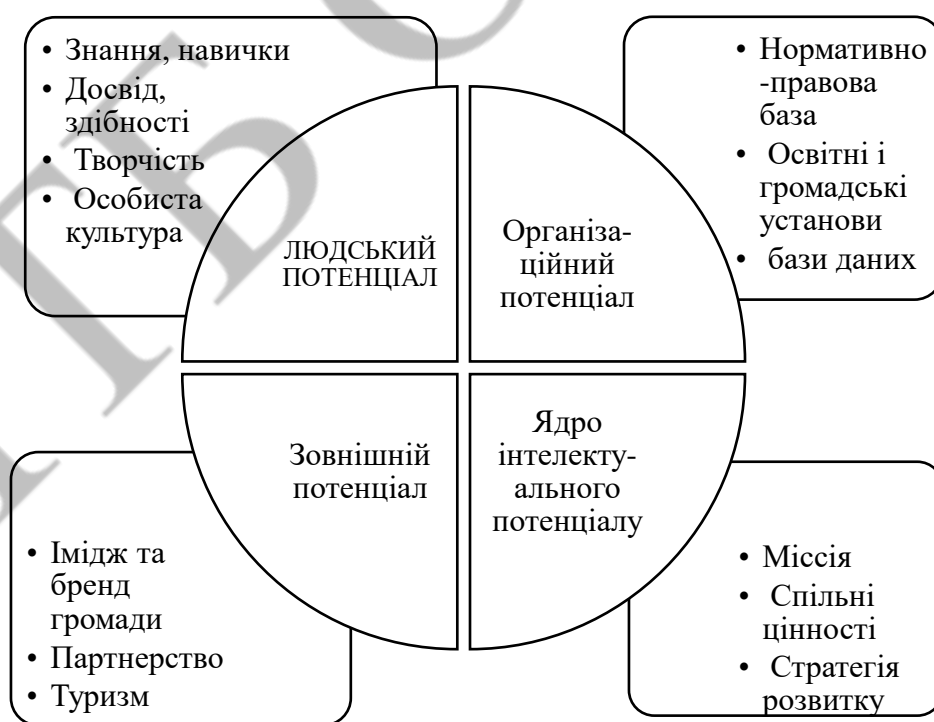 • Знання, навички
• Досвід,
здібності
• Творчість
• Особиста
культура
ЛЮДСЬКИЙ
ПОТЕНЦІАЛ
• Нормативно
-правова
база
• Освітні і
громадські
установи
• бази даних
Організа-
ційний
потенціал
Зовнішній
потенціал
• Імідж та
бренд
громади
• Партнерство
• Туризм
Ядро
інтелекту-
ального
потенціалу
• Міссія
• Спільні
цінності
• Стратегія
розвитку